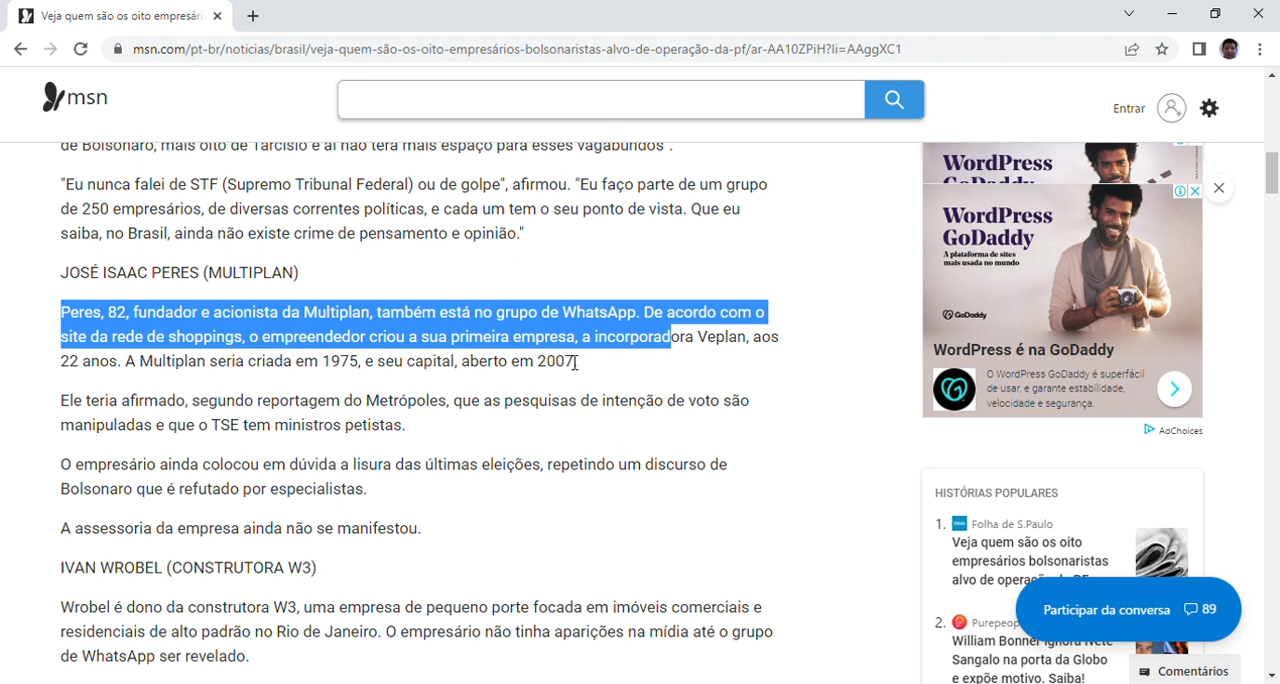 Veja quem são os oito empresári
msn.com/pt-br/noticias/brasil/veja-quem-são-os-oito-empresários-bolsonaristas-alvo-de-operação-da-pf/ar-AA10ZPiH?li=AAggXC1
msn
Entrar
de Bolsonaro, mais oito de Tarcísio e aí não terá mais espaço para esses vagabundos".
"Eu nunca falei de STF (Supremo Tribunal Federal) ou de golpe", afirmou. "Eu faço parte de um grupo
de 250 empresários, de diversas correntes políticas, e cada um tem o seu ponto de vista. Que eu
saiba, no Brasil, ainda não existe crime de pensamento e opinião."
JOSÉ ISAAC PERES (MULTIPLAN)
Peres, 82, fundador e acionista da Multiplan, também está no grupo de WhatsApp. De acordo com o
site da rede de shoppings, o empreendedor criou a sua primeira empresa, a incorporadora Veplan, aos
22 anos. A Multiplan seria criada em 1975, e seu capital, aberto em 2007.
Ele teria afirmado, segundo reportagem do Metrópoles, que as pesquisas de intenção de voto são
manipuladas e que o TSE tem ministros petistas.
O empresário ainda colocou em dúvida a lisura das últimas eleições, repetindo um discurso de
Bolsonaro que é refutado por especialistas.
A assessoria da empresa ainda não se manifestou.
IVAN WROBEL (CONSTRUTORA W3)
Wrobel é dono da construtora W3, uma empresa de pequeno porte focada em imóveis comerciais e
residenciais de alto padrão no Rio de Janeiro. O empresário não tinha aparições na mídia até o grupo
de WhatsApp ser revelado.
WordPress
WordPress
GoDaddy
A plataforma de sites
mais usada no mundo
GoDaddy
WordPress é na GoDaddy
O WordPress GoDaddy é superfácil
de usar, e garante estabilidade,
velocidade e segurança.
AdChoices
HISTÓRIAS POPULARES
1. Folha de S.Paulo
Veja quem são os oito
empresários bolsonaristas
alvo de opera
Participar da conversa 89
2. Purepeop
William Bonner ignora Ivete
Sangalo na porta da Globo
e expõe motivo. Saiba!
Comentários